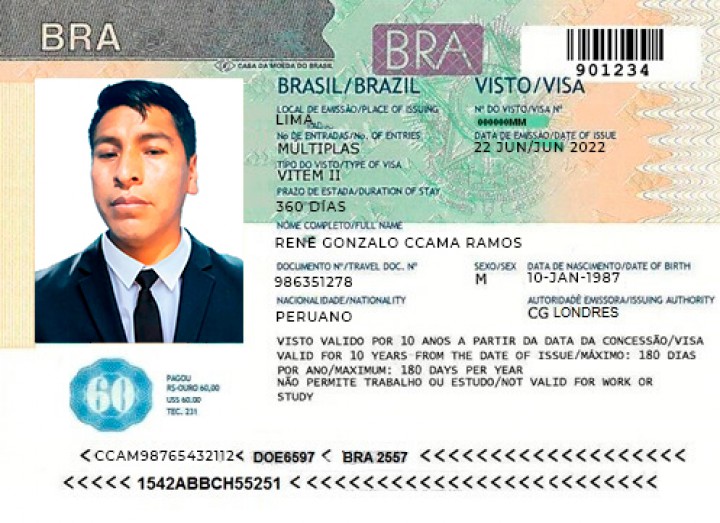 BRA
CASA DA MOEDA DO BRASIL
BRA
901234
BRASIL/BRAZIL
VISTO/VISA
LOCAL DE EMISSÃO/PLACE OF ISSUING
Nº DO VISTO/VISA Nº
LIMA
000000MM
No DE ENTRADAS/No. OF ENTRIES
DATA DE EMISSÃO/DATE OF ISSUE
MULTIPLAS
22 JUN/JUN 2022
TIPO DO VISTO/TYPE OF VISA
VITEM II
PRAZO DE ESTADA/DURATION OF STAY
360 DÍAS
NOME COMPLETO/FULL NAME
RENÉ GONZALO CCAMA RAMOS
DOCUMENTO Nº/TRAVEL DOC. Nº
SEXO/SEX
DATA DE NASCIMENTO/DATE OF BIRTH
986351278
M
10-JAN-1987
NACIONALIDADE/NATIONALITY
AUTORIDADE EMISSORA/ISSUING AUTHORITY
PERUANO
CG LONDRES
VISTO VALIDO POR 10 ANOS A PARTIR DA DATA DA CONCESSÃO/VISA
VALID FOR 10 YEARS FROM THE DATE OF ISSUE/MÁXIMO: 180 DIAS
POR ANO/MAXIMUM: 180 DAYS PER YEAR
NÃO PERMITE TRABALHO OU ESTUDO/NOT VALID FOR WORK OR
STUDY
60
PAGOU
R$-OURO 60,00
US$ 60.00
TEC. 231
<CCAM98765432112< DOE6597 < BRA 2557 <<<<<<<<<<<<<<<<<<<<
<<<<< 1542ABBCH55251 <<<<<<<<<<<<<<<<<<<<<<<<<<<